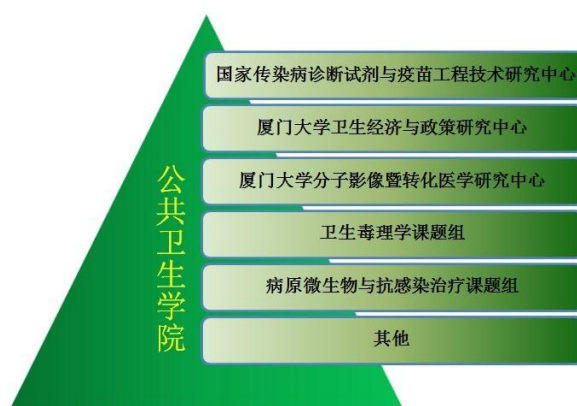 公共卫生学院
国家传染病诊断试剂与疫苗工程技术研究中心
厦门大学卫生经济与政策研究中心
厦门大学分子影像暨转化医学研究中心
卫生毒理学课题组
病原微生物与抗感染治疗课题组
其他